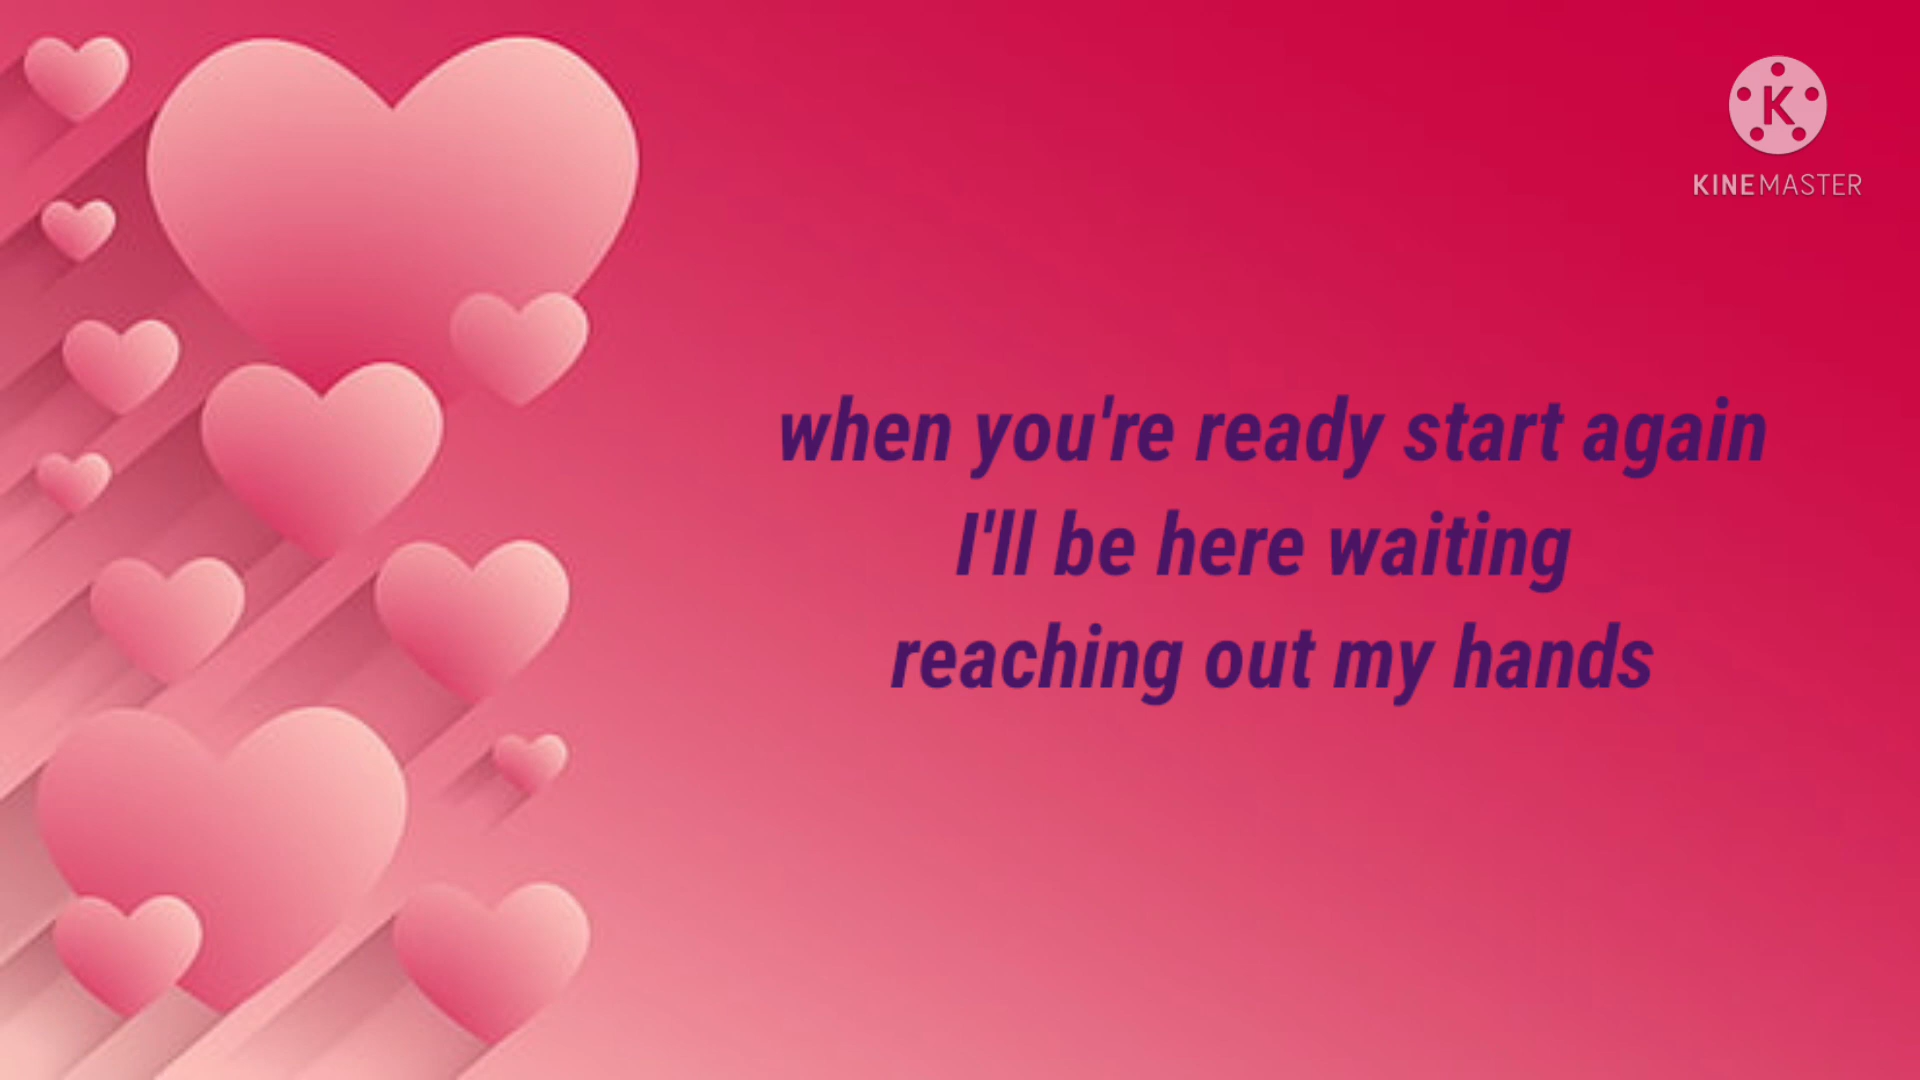 K
KINEMASTER
when you're ready start again
I'll be here waiting
reaching out my hands